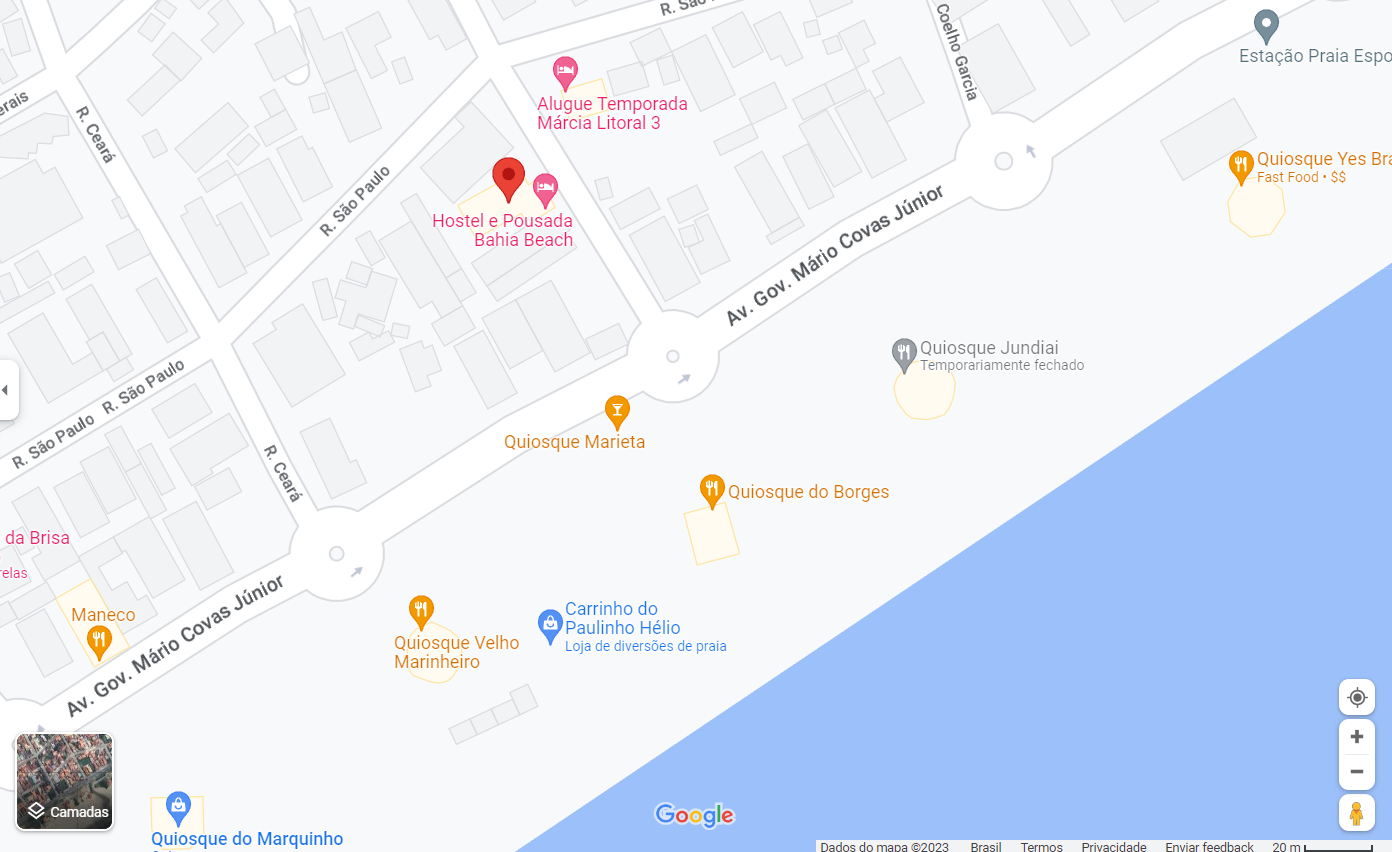 R. São
Coelho Garcia
Estação Praia Espo
erais
R. Ceará
Alugue Temporada
Márcia Litoral 3
Quiosque Yes Bra
Fast Food • $$
R. São Paulo
Hostel e Pousada
Bahia Beach
Av. Gov. Mário Covas Júnior
Quiosque Jundiai
Temporariamente fechado
R. São Paulo
R. São Paulo
Quiosque Marieta
R. Ceará
Quiosque do Borges
da Brisa
relas
Av. Gov. Mário Covas Júnior
Maneco
Quiosque Velho
Marinheiro
Carrinho do
Paulinho Hélio
Loja de diversões de praia
Camadas
Quiosque do Marquinho
Google
Dados do mapa ©2023 Brasil Termos Privacidade Enviar feedback 20 m